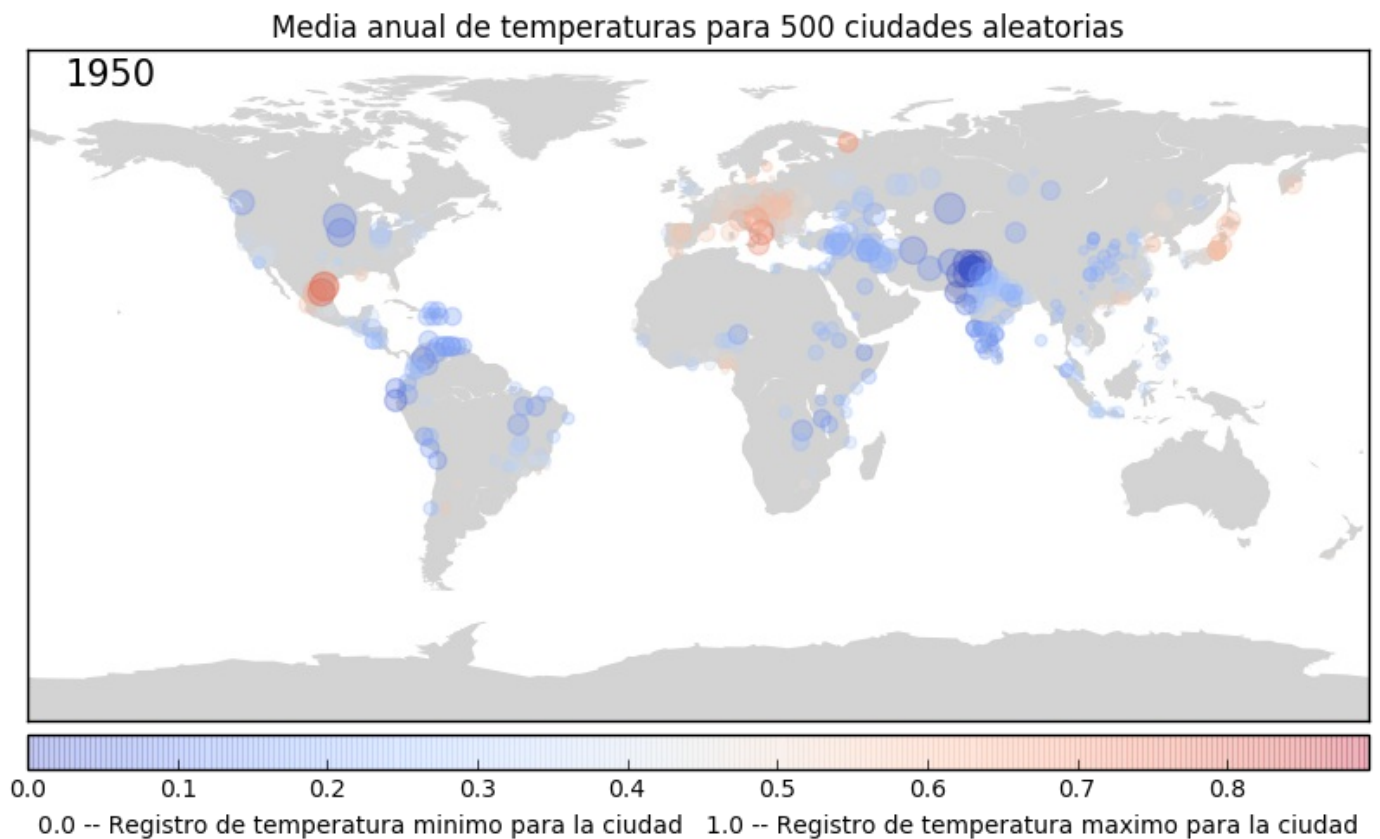 Media anual de temperaturas para 500 ciudades aleatorias
1950
0.0 0.1 0.2 0.3 0.4 0.5 0.6 0.7 0.8
0.0 -- Registro de temperatura minimo para la ciudad 1.0 -- Registro de temperatura maximo para la ciudad